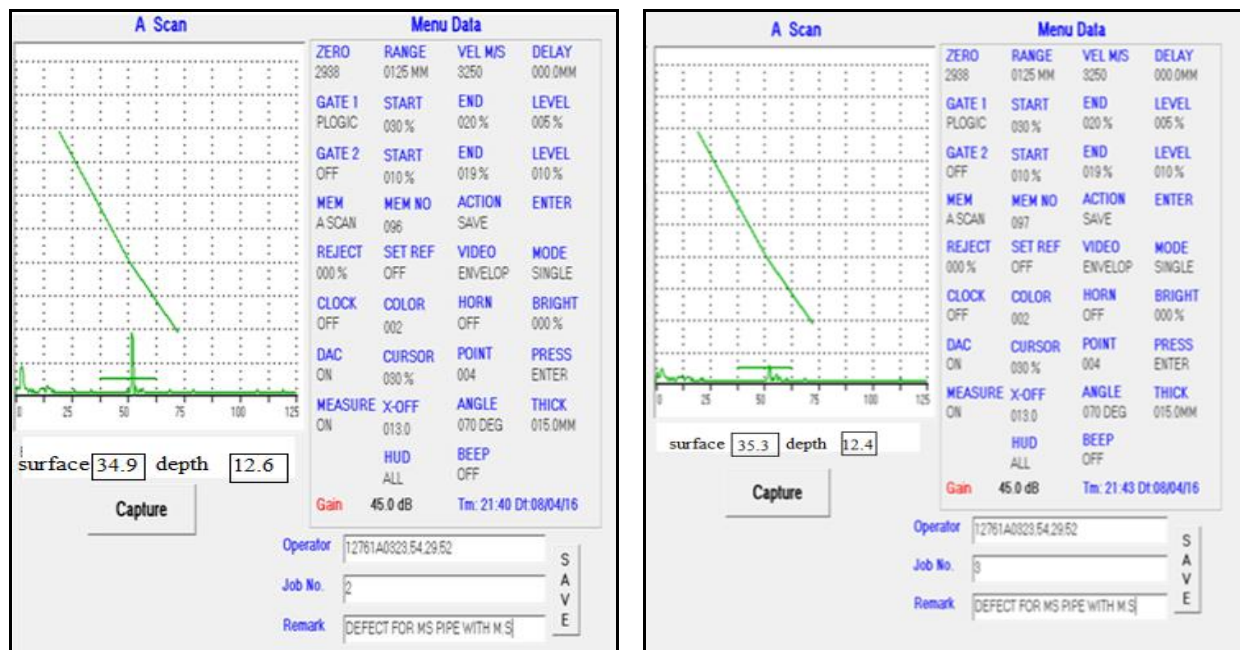 A Scan Menu Data
ZERO RANGE VEL M/S DELAY
2938 0125 MM 3250 000.0MM
GATE 1 START END LEVEL
PLOGIC 030 % 020 % 005 %
GATE 2 START END LEVEL
OFF 010 % 019 % 010 %
MEM MEM NO ACTION ENTER
A SCAN 096 SAVE
REJECT SET REF VIDEO MODE
000 % OFF ENVELOP SINGLE
CLOCK COLOR HORN BRIGHT
OFF 002 OFF 000 %
DAC CURSOR POINT PRESS
ON 030 % 004 ENTER
MEASURE X-OFF ANGLE THICK
ON 013.0 070 DEG 015.0MM
HUD BEEP
ALL OFF
Gain 45.0 dB Tm: 21:40 Dt:08/04/16
0 25 50 75 100 125
surface 34.9 depth 12.6
Capture
Operator 12761A0323,54,29,52
Job No. 2
Remark DEFECT FOR MS PIPE WITH M.S
S
A
V
E
A Scan Menu Data
ZERO RANGE VEL M/S DELAY
2938 0125 MM 3250 000.0MM
GATE 1 START END LEVEL
PLOGIC 030 % 020 % 005 %
GATE 2 START END LEVEL
OFF 010 % 019 % 010 %
MEM MEM NO ACTION ENTER
A SCAN 097 SAVE
REJECT SET REF VIDEO MODE
000 % OFF ENVELOP SINGLE
CLOCK COLOR HORN BRIGHT
OFF 002 OFF 000 %
DAC CURSOR POINT PRESS
ON 030 % 004 ENTER
MEASURE X-OFF ANGLE THICK
ON 013.0 070 DEG 015.0MM
HUD BEEP
ALL OFF
Gain 45.0 dB Tm: 21:43 Dt:08/04/16
0 25 50 75 100 125
surface 35.3 depth 12.4
Capture
Operator 12761A0323,54,29,52
Job No. 3
Remark DEFECT FOR MS PIPE WITH M.S
S
A
V
E